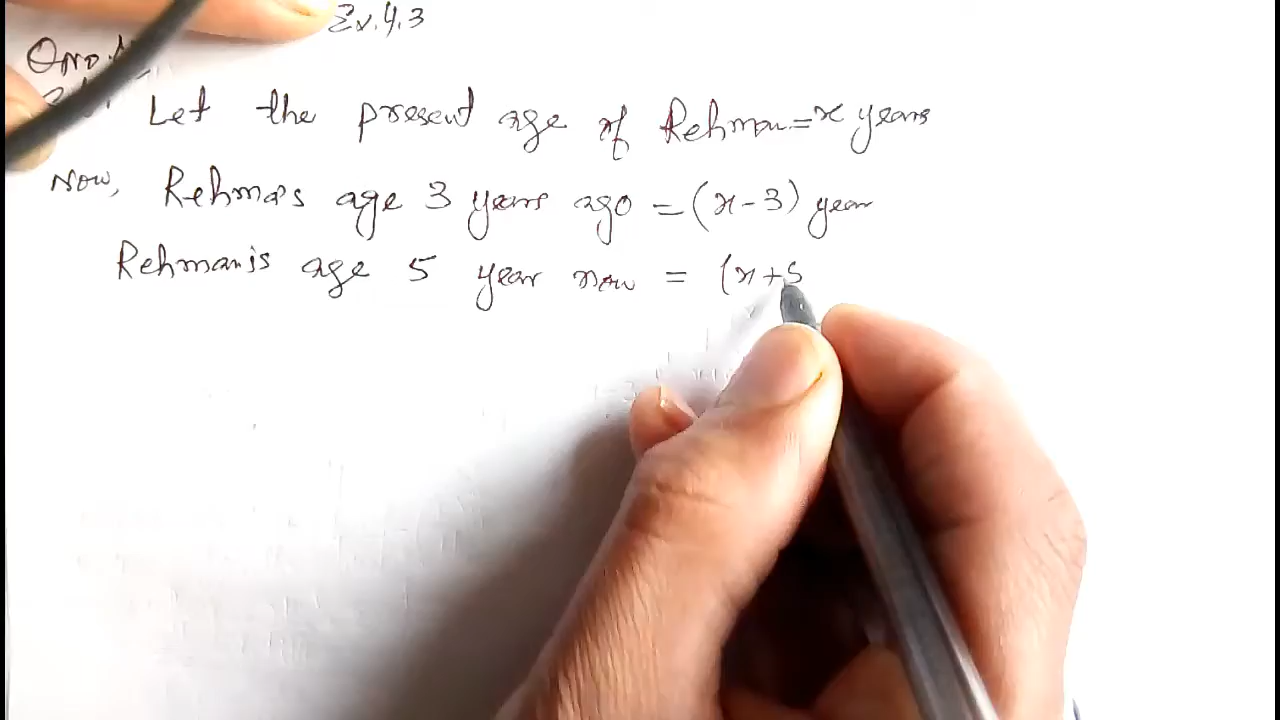 Ex.4.3
Let the present age of Rehman=x years
Now, Rehma's age 3 years ago =(x-3) year
Rehman's age 5 year now = (x+5